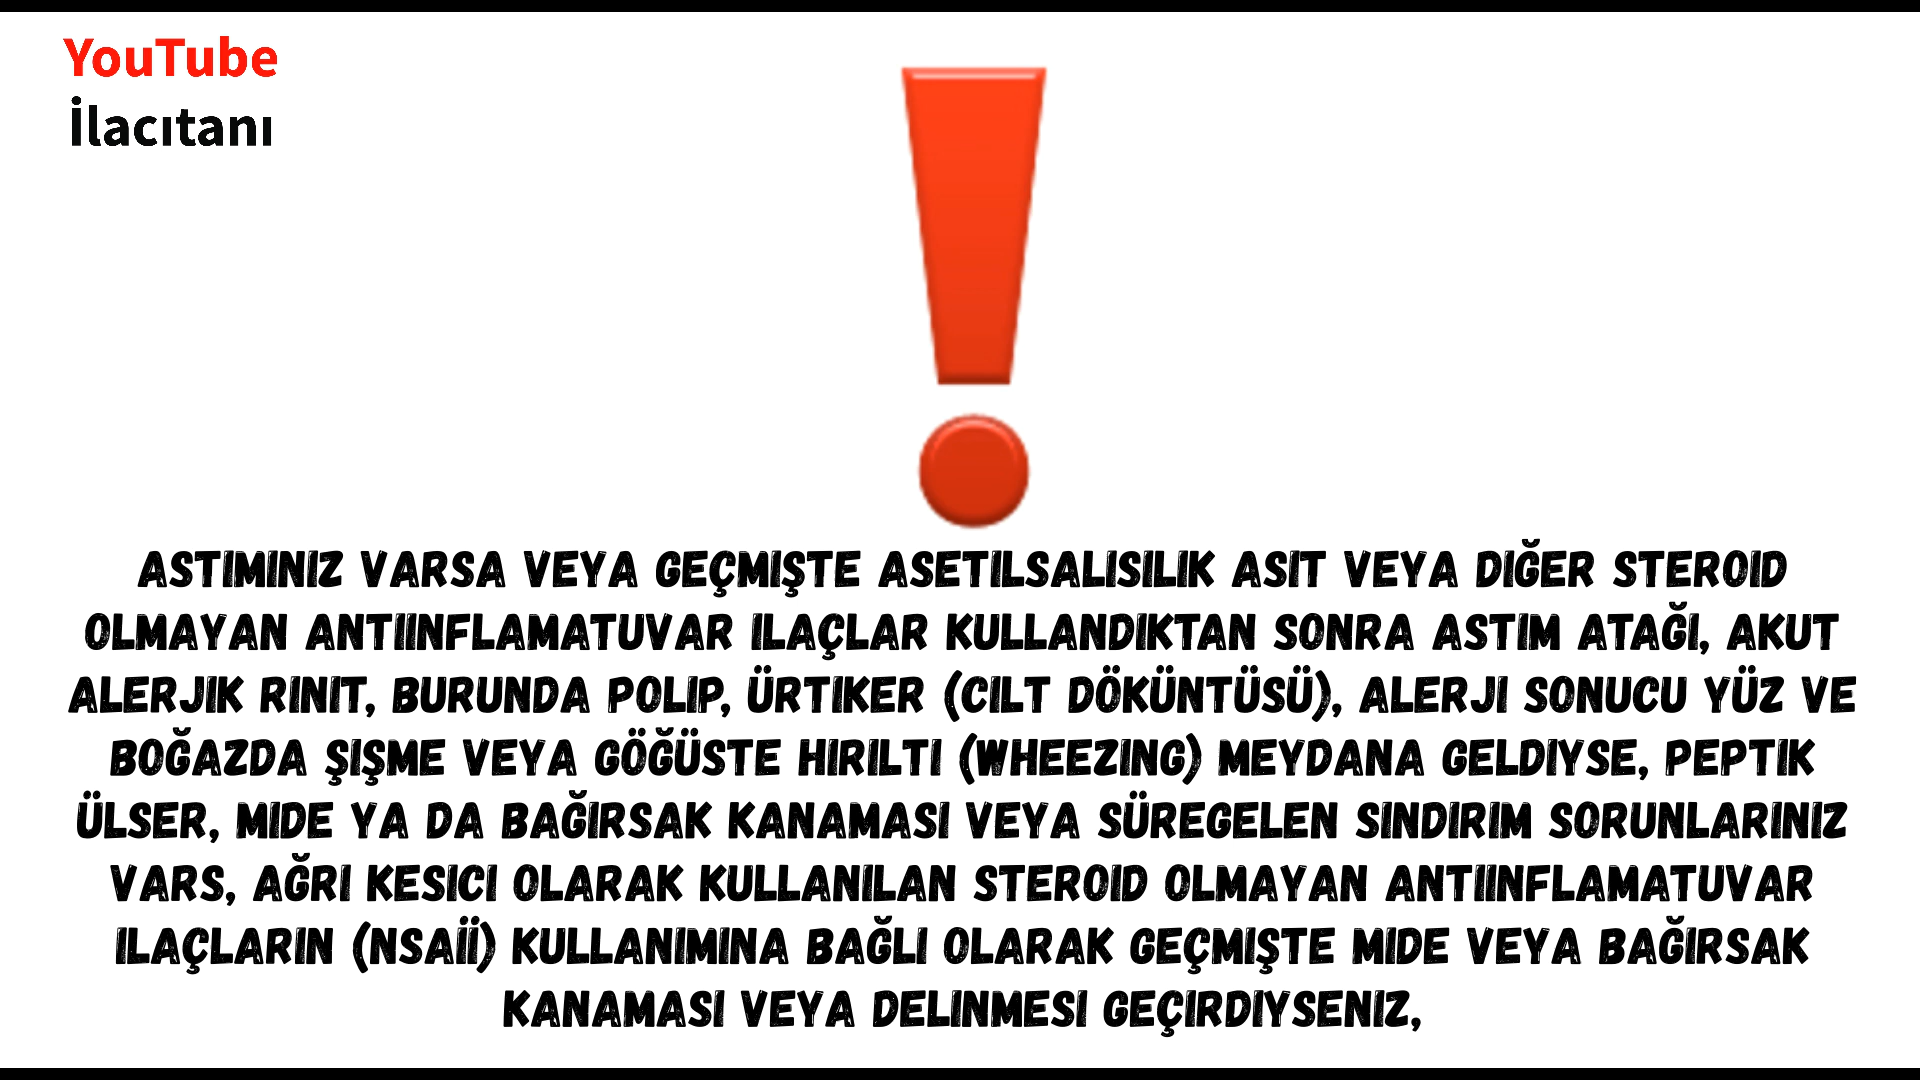 YouTube
İlacıtanı
ASTIMINIZ VARSA VEYA GEÇMIŞTE ASETILSALISILIK ASIT VEYA DIĞER STEROID
OLMAYAN ANTIINFLAMATUVAR ILAÇLAR KULLANDIKTAN SONRA ASTIM ATAĞI, AKUT
ALERJIK RINIT, BURUNDA POLIP, ÜRTIKER (CILT DÖKÜNTÜSÜ), ALERJI SONUCU YÜZ VE
BOĞAZDA ŞIŞME VEYA GÖĞÜSTE HIRILTI (WHEEZING) MEYDANA GELDIYSE, PEPTIK
ÜLSER, MIDE YA DA BAĞIRSAK KANAMASI VEYA SÜREGELEN SINDIRIM SORUNLARINIZ
VARS, AĞRI KESICI OLARAK KULLANILAN STEROID OLMAYAN ANTIINFLAMATUVAR
ILAÇLARIN (NSAİİ) KULLANIMINA BAĞLI OLARAK GEÇMIŞTE MIDE VEYA BAĞIRSAK
KANAMASI VEYA DELINMESI GEÇIRDIYSENIZ,